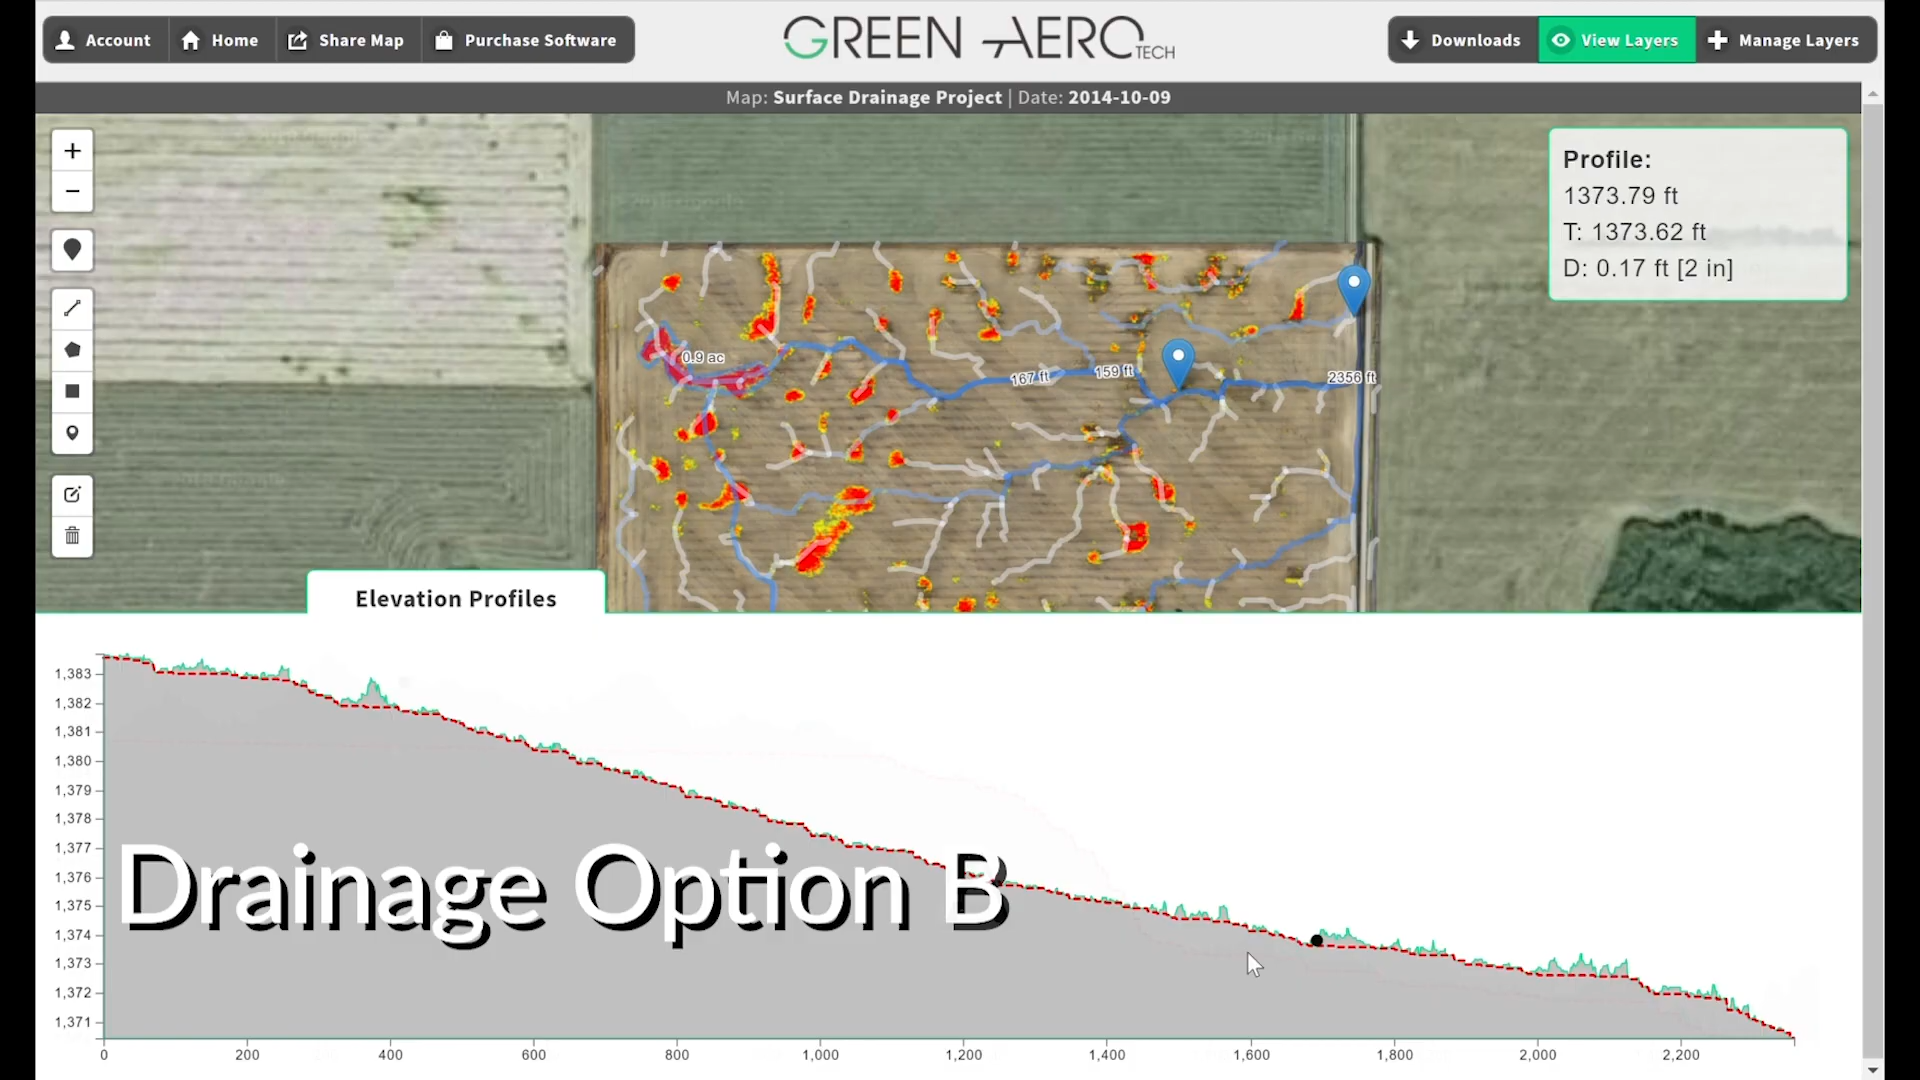 Account
Home
Share Map
Purchase Software
GREEN AERO TECH
Downloads
View Layers
Manage Layers
Map: Surface Drainage Project | Date: 2014-10-09
+
−
Profile:
1373.79 ft
T: 1373.62 ft
D: 0.17 ft [2 in]
0.9 ac
167 ft
159 ft
2356 ft
Elevation Profiles
1,383
1,382
1,381
1,380
1,379
1,378
1,377
1,376
1,375
1,374
1,373
1,372
1,371
Drainage Option B
0
200
400
600
800
1,000
1,200
1,400
1,600
1,800
2,000
2,200